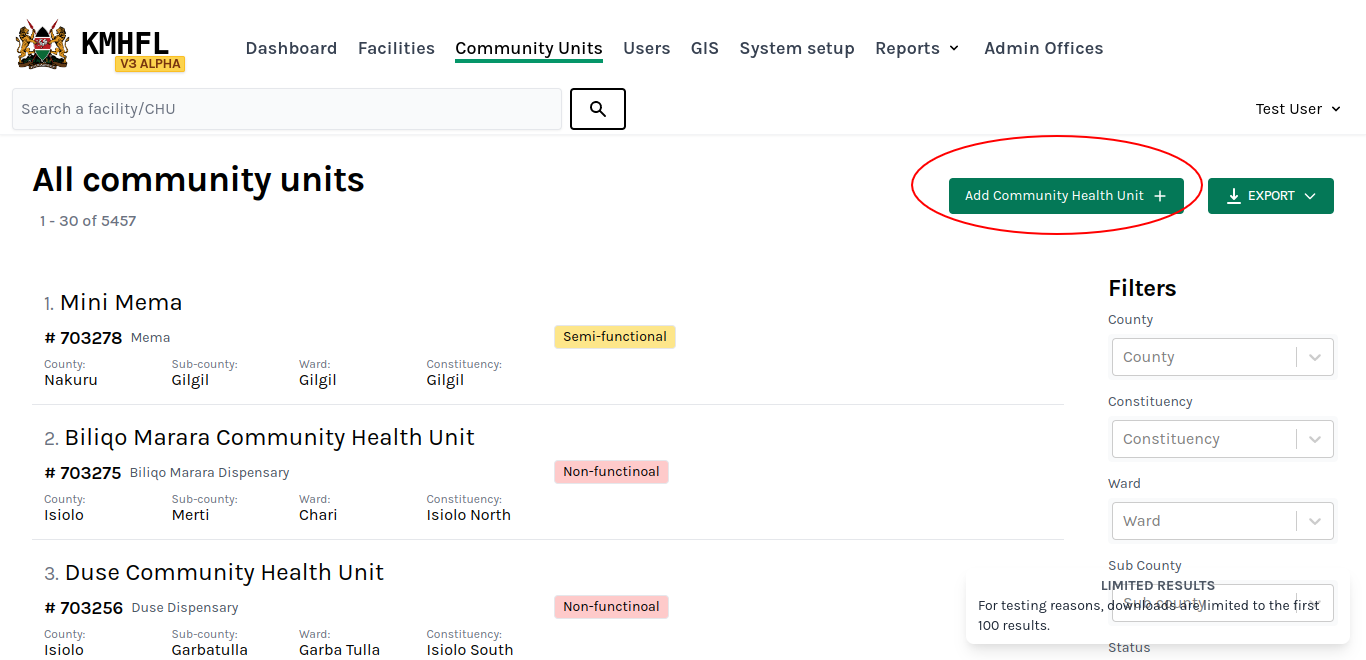 KMHFL
V3 ALPHA
Dashboard Facilities Community Units Users GIS System setup Reports Admin Offices
Search a facility/CHU
Test User
All community units
Add Community Health Unit +
EXPORT
1 - 30 of 5457
Filters
1. Mini Mema
# 703278 Mema
Semi-functional
County: Sub-county: Ward: Constituency:
Nakuru Gilgil Gilgil Gilgil
2. Biliqo Marara Community Health Unit
# 703275 Biliqo Marara Dispensary
Non-functinoal
County: Sub-county: Ward: Constituency:
Isiolo Merti Chari Isiolo North
3. Duse Community Health Unit
# 703256 Duse Dispensary
Non-functinoal
County: Sub-county: Ward: Constituency:
Isiolo Garbatulla Garba Tulla Isiolo South
County
County
Constituency
Constituency
Ward
Ward
Sub County
Sub county
LIMITED RESULTS
For testing reasons, downloads are limited to the first
100 results.
Status